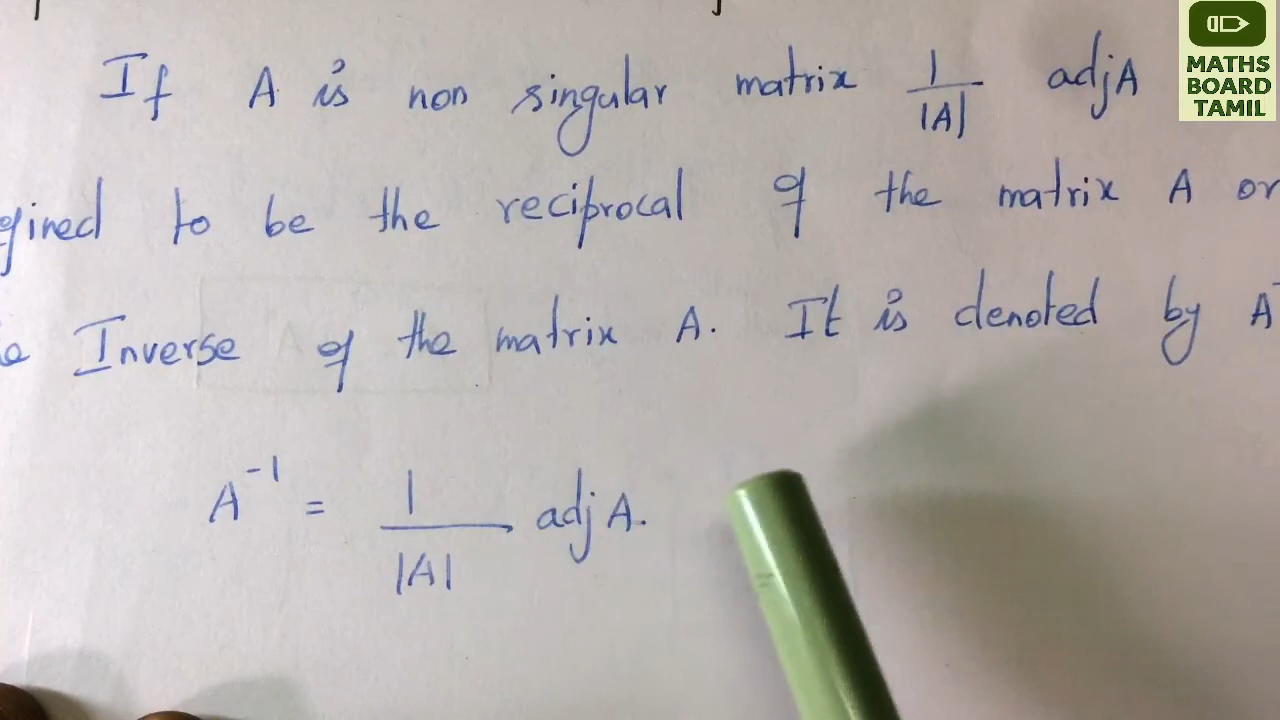 If A is non singular matrix 1/|A| adjA
fined to be the reciprocal of the matrix A or
e Inverse of the matrix A. It is denoted by A⁻
A⁻¹ = 1/|A| adj A.
MATHS
BOARD
TAMIL